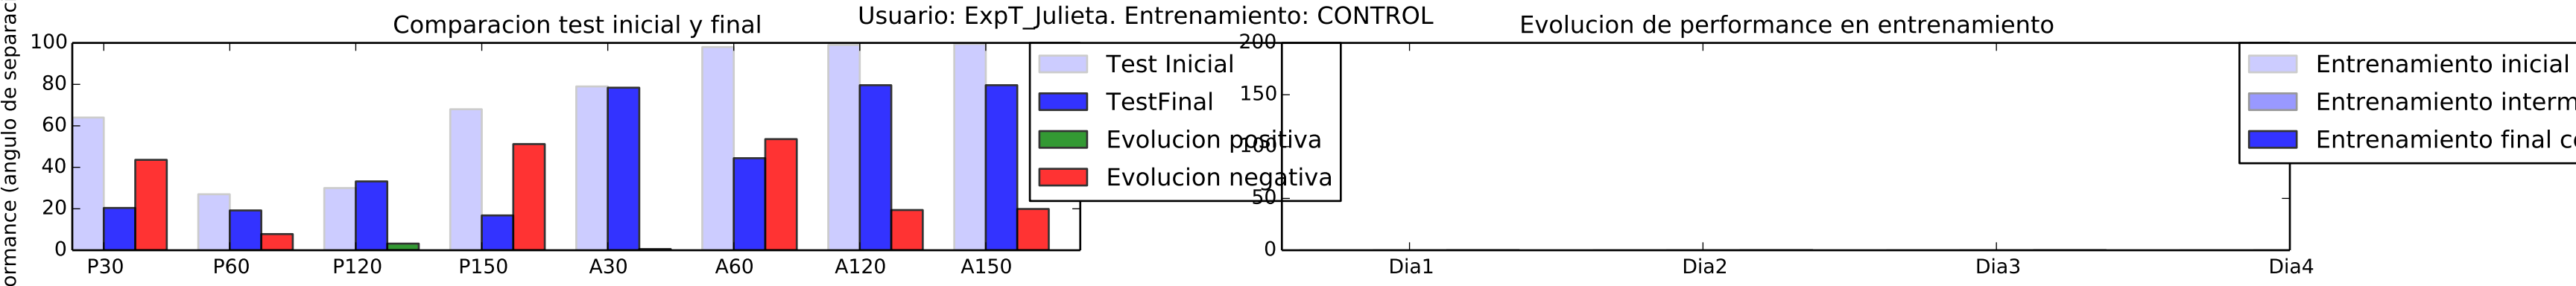 Usuario: ExpT_Julieta. Entrenamiento: CONTROL
Comparacion test inicial y final
ormance (angulo de separac
100
80
60
40
20
0
P30 P60 P120 P150 A30 A60 A120 A150
Test Inicial
TestFinal
Evolucion positiva
Evolucion negativa
Evolucion de performance en entrenamiento
200
150
100
50
0
Dia1 Dia2 Dia3 Dia4
Entrenamiento inicial
Entrenamiento interm
Entrenamiento final c